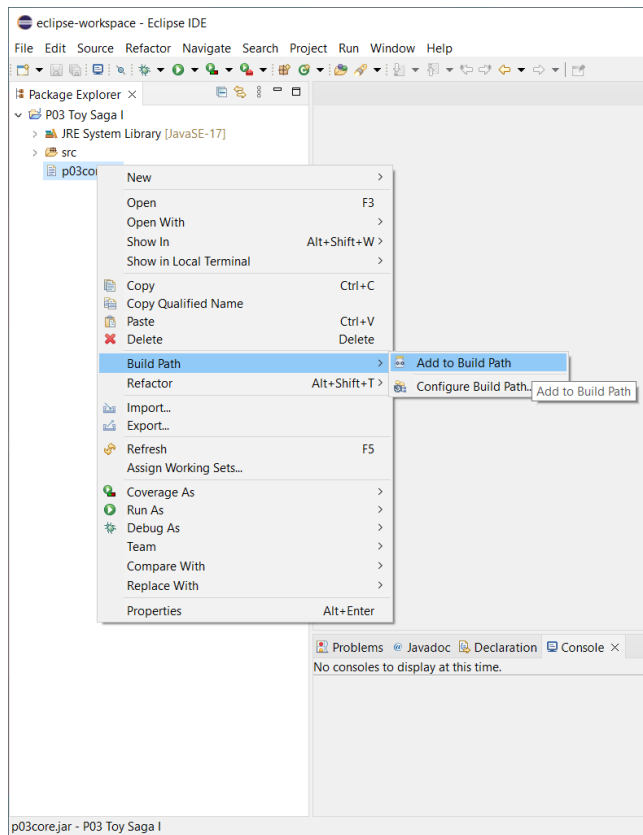 eclipse-workspace - Eclipse IDE
File Edit Source Refactor Navigate Search Project Run Window Help
Package Explorer
P03 Toy Saga I
JRE System Library [JavaSE-17]
src
p03co
New
Open F3
Open With
Show In Alt+Shift+W
Show in Local Terminal
Copy Ctrl+C
Copy Qualified Name
Paste Ctrl+V
Delete Delete
Build Path
Add to Build Path
Refactor Alt+Shift+T
Configure Build Path..
Add to Build Path
Import...
Export...
Refresh F5
Assign Working Sets...
Coverage As
Run As
Debug As
Team
Compare With
Replace With
Properties Alt+Enter
Problems @ Javadoc Declaration Console
No consoles to display at this time.
p03core.jar - P03 Toy Saga I